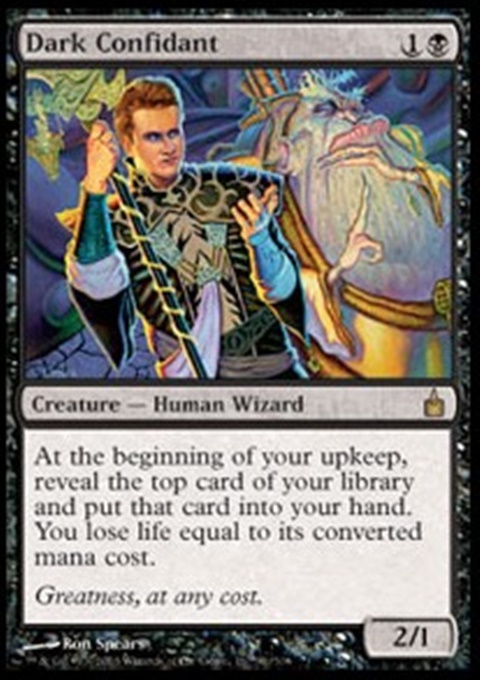 Dark Confidant 1
Creature — Human Wizard
At the beginning of your upkeep,
reveal the top card of your library
and put that card into your hand.
You lose life equal to its converted
mana cost.
Greatness, at any cost.
2/1
Ron Spears